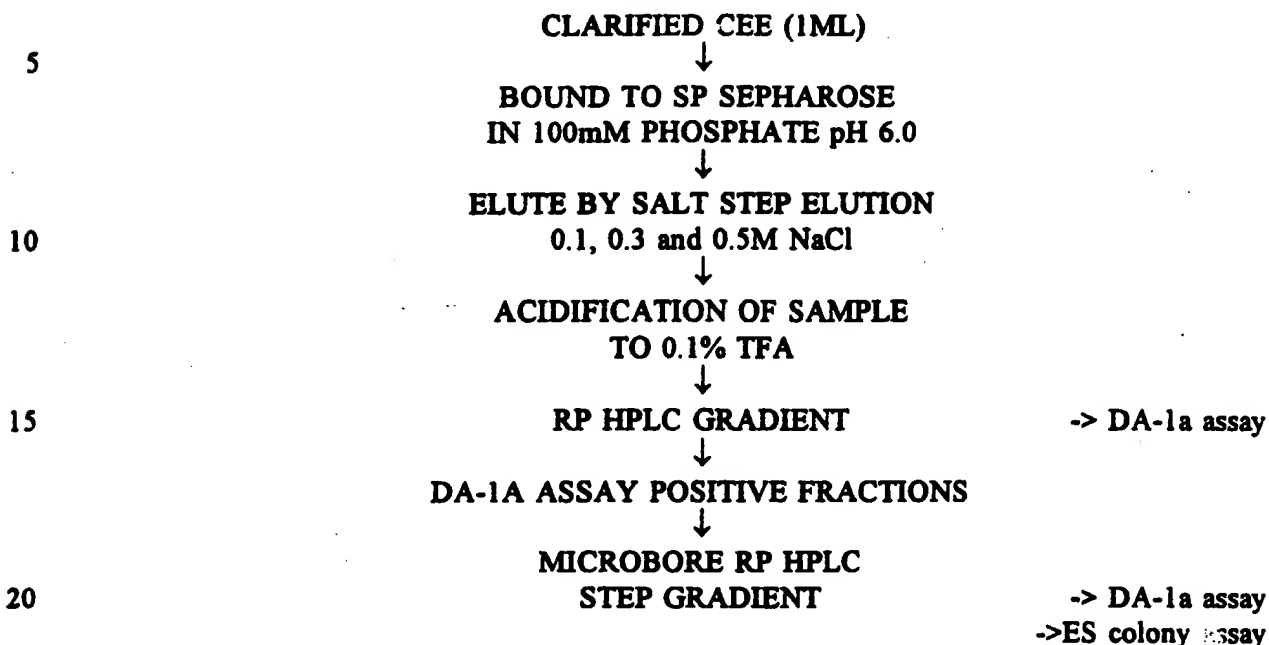 CLARIFIED CEE (1ML)
5
↓
BOUND TO SP SEPHAROSE
IN 100mM PHOSPHATE pH 6.0
↓
ELUTE BY SALT STEP ELUTION
10 0.1, 0.3 and 0.5M NaCl
↓
ACIDIFICATION OF SAMPLE
TO 0.1% TFA
↓
15 RP HPLC GRADIENT -> DA-1a assay
↓
DA-1A ASSAY POSITIVE FRACTIONS
↓
MICROBORE RP HPLC
20 STEP GRADIENT -> DA-1a assay
->ES colony assay